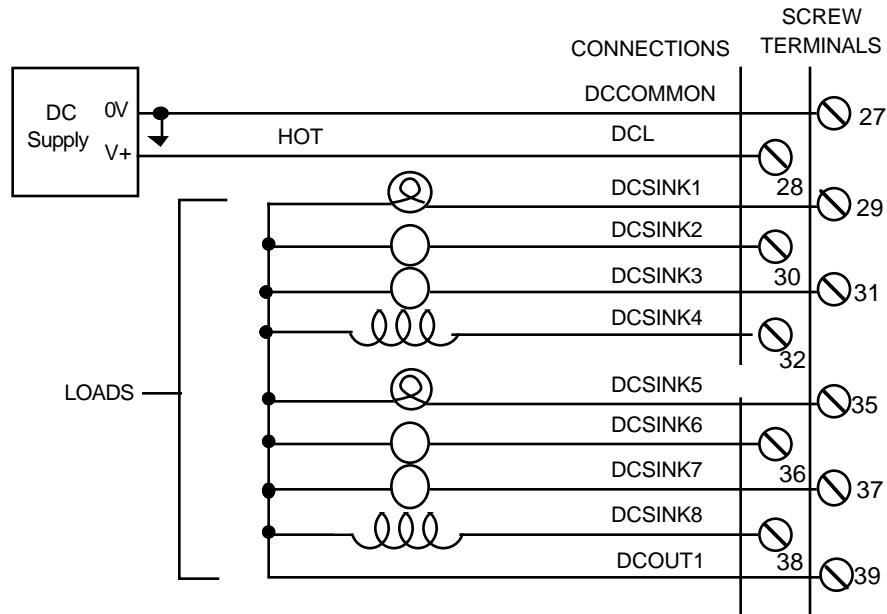 SCREW
TERMINALS
CONNECTIONS
DC
Supply
0V
V+
DCCOMMON
27
HOT
DCL
28
DCSINK1
29
DCSINK2
30
DCSINK3
31
DCSINK4
32
LOADS
DCSINK5
35
DCSINK6
36
DCSINK7
37
DCSINK8
38
DCOUT1
39